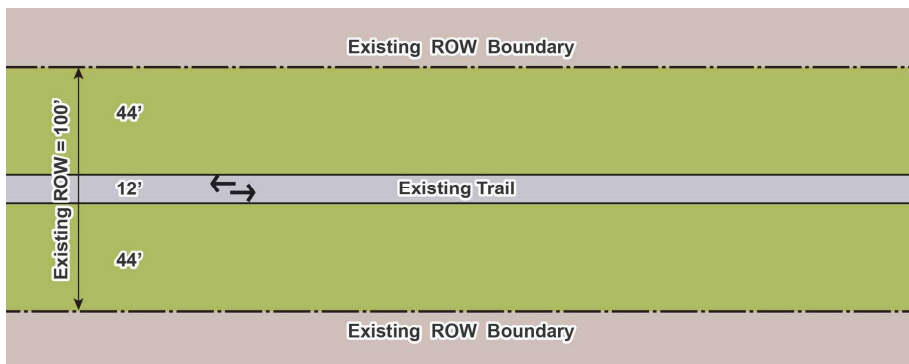 Existing ROW Boundary
Existing ROW = 100’
44’
12’
Existing Trail
44’
Existing ROW Boundary